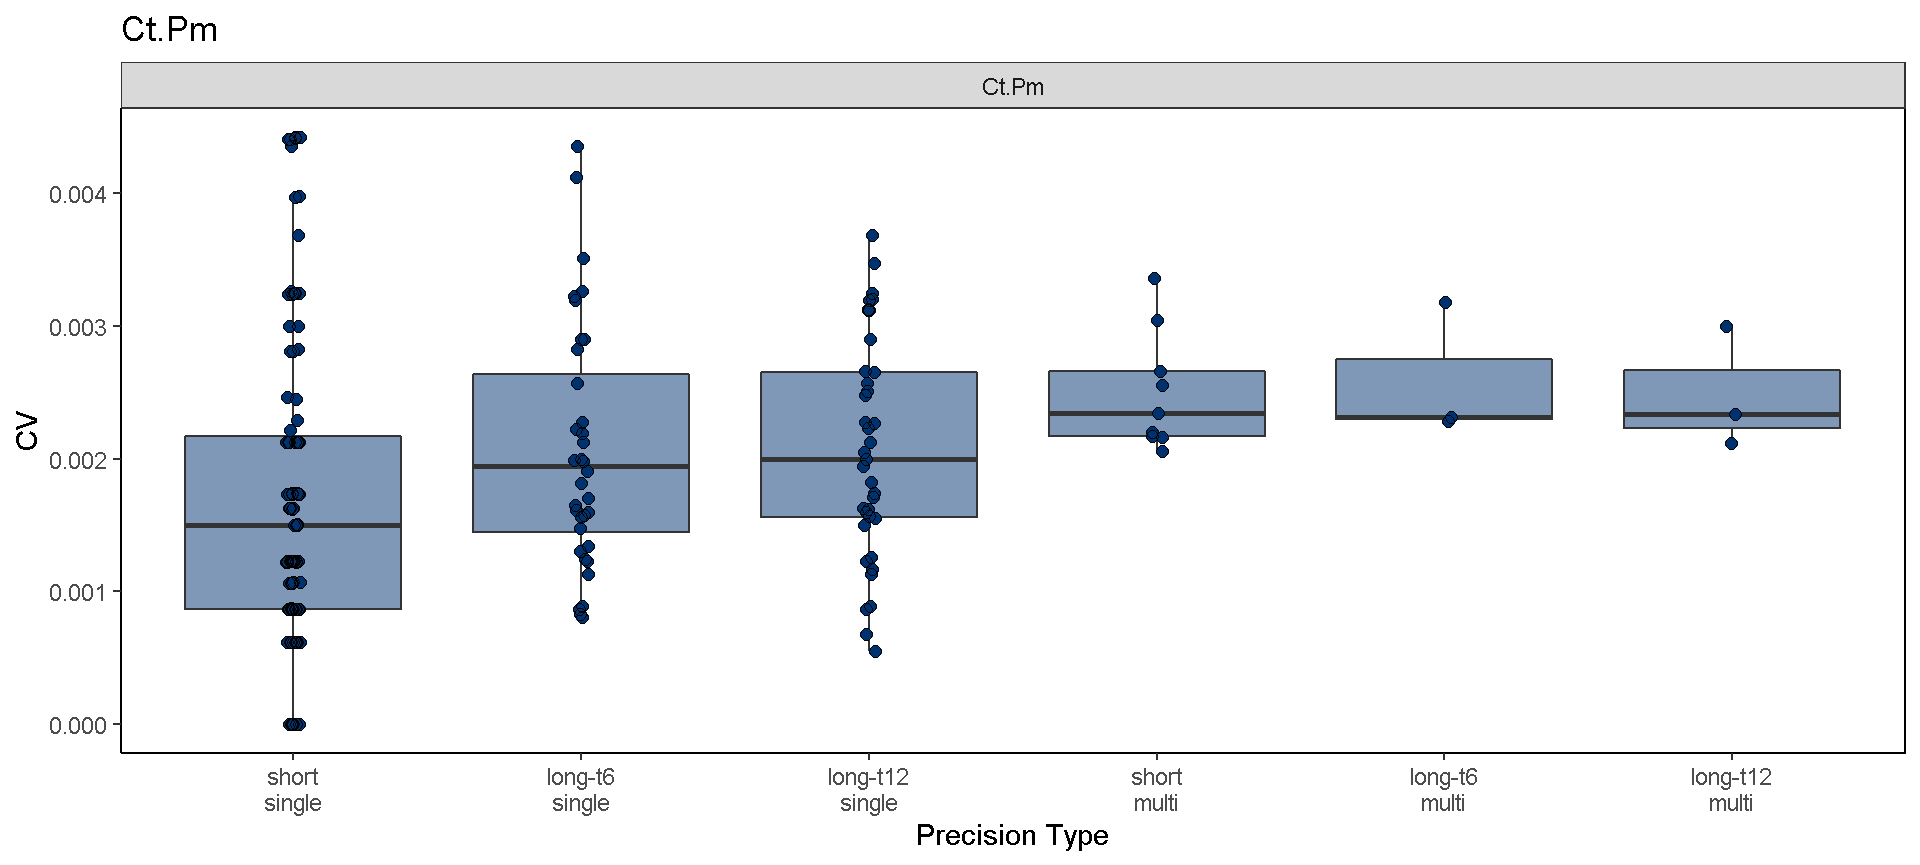 Ct.Pm
Ct.Pm
CV
0.004
0.003
0.002
0.001
0.000
short
single
long-t6
single
long-t12
single
short
multi
long-t6
multi
long-t12
multi
Precision Type